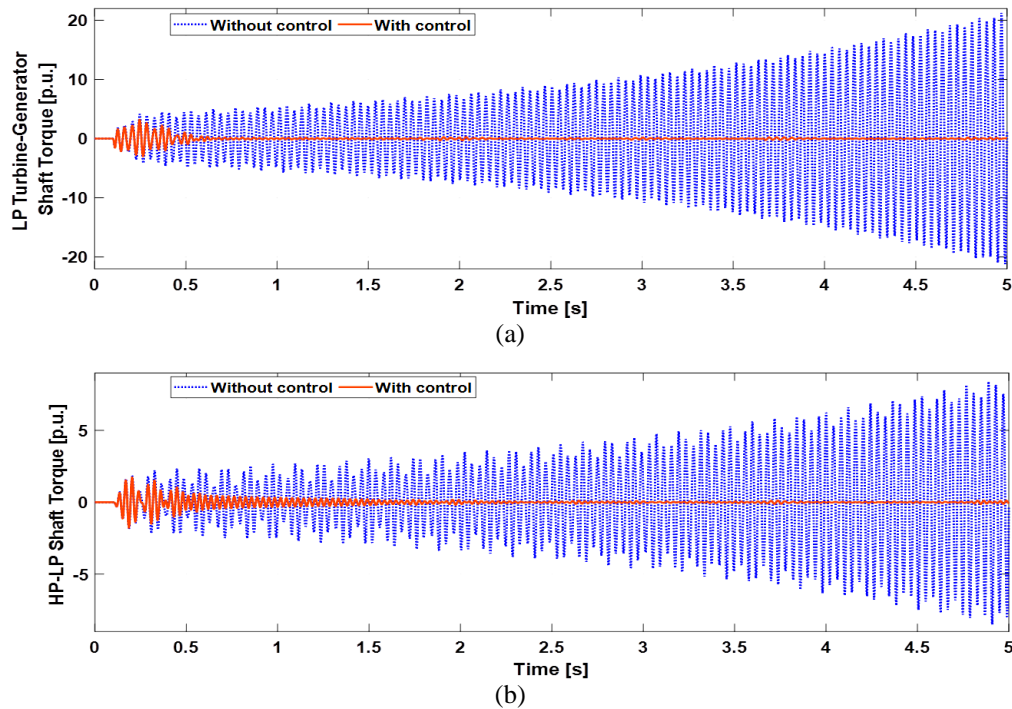 Without control With control
20
10
0
-10
-20
LP Turbine-Generator
Shaft Torque [p.u.]
0 0.5 1 1.5 2 2.5 3 3.5 4 4.5 5
Time [s]
(a)
Without control With control
5
0
-5
HP-LP Shaft Torque [p.u.]
0 0.5 1 1.5 2 2.5 3 3.5 4 4.5 5
Time [s]
(b)